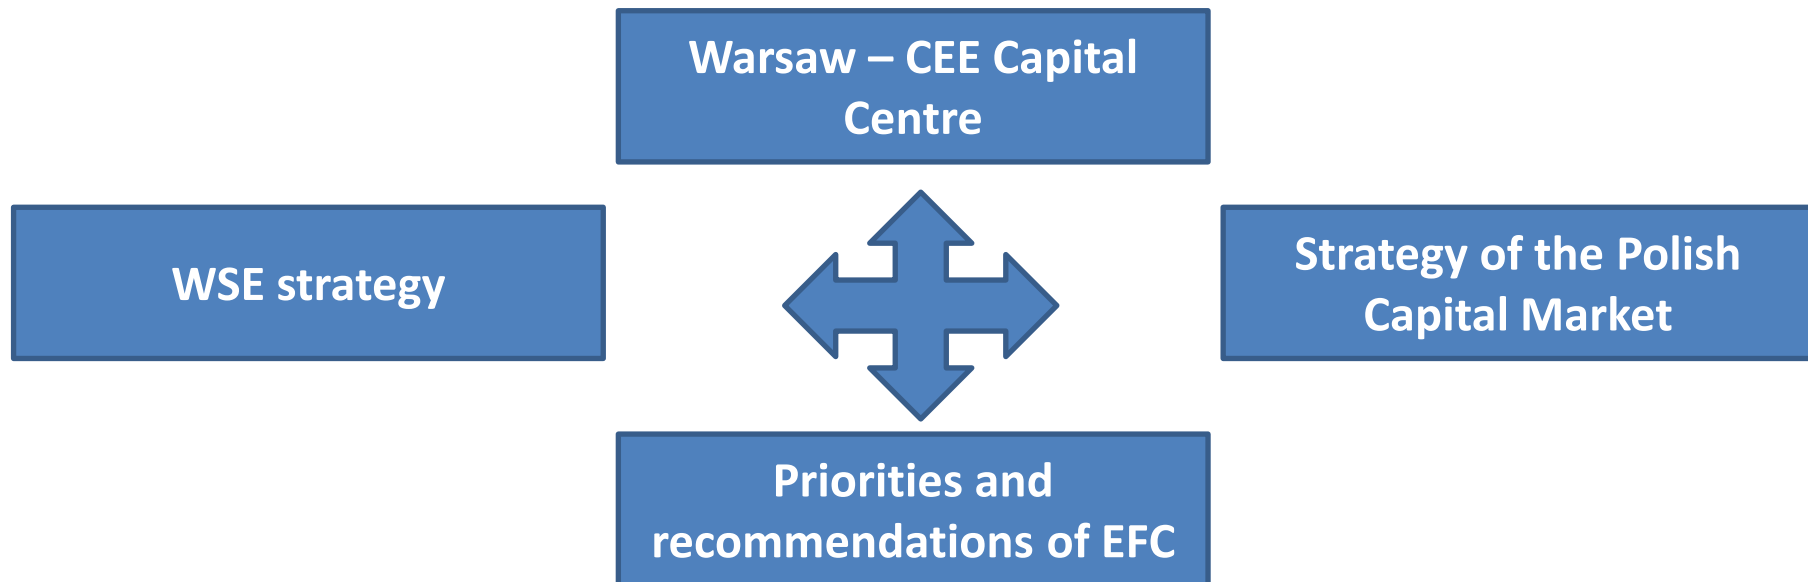 Warsaw – CEE Capital
Centre
WSE strategy
Strategy of the Polish
Capital Market
Priorities and
recommendations of EFC